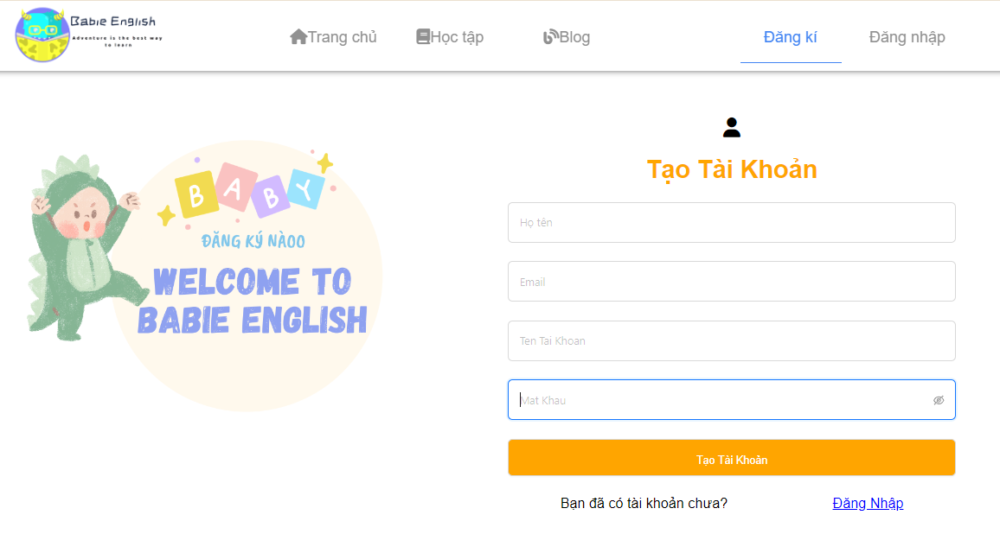 Babie English
Adventure is the best way
to learn
Trang chủ
Học tập
Blog
Đăng kí
Đăng nhập
BABY
ĐĂNG KÝ NÀOO
WELCOME TO
BABIE ENGLISH
Tạo Tài Khoản
Họ tên
Email
Ten Tai Khoan
Mat Khau
Tạo Tài Khoản
Bạn đã có tài khoản chưa?
Đăng Nhập